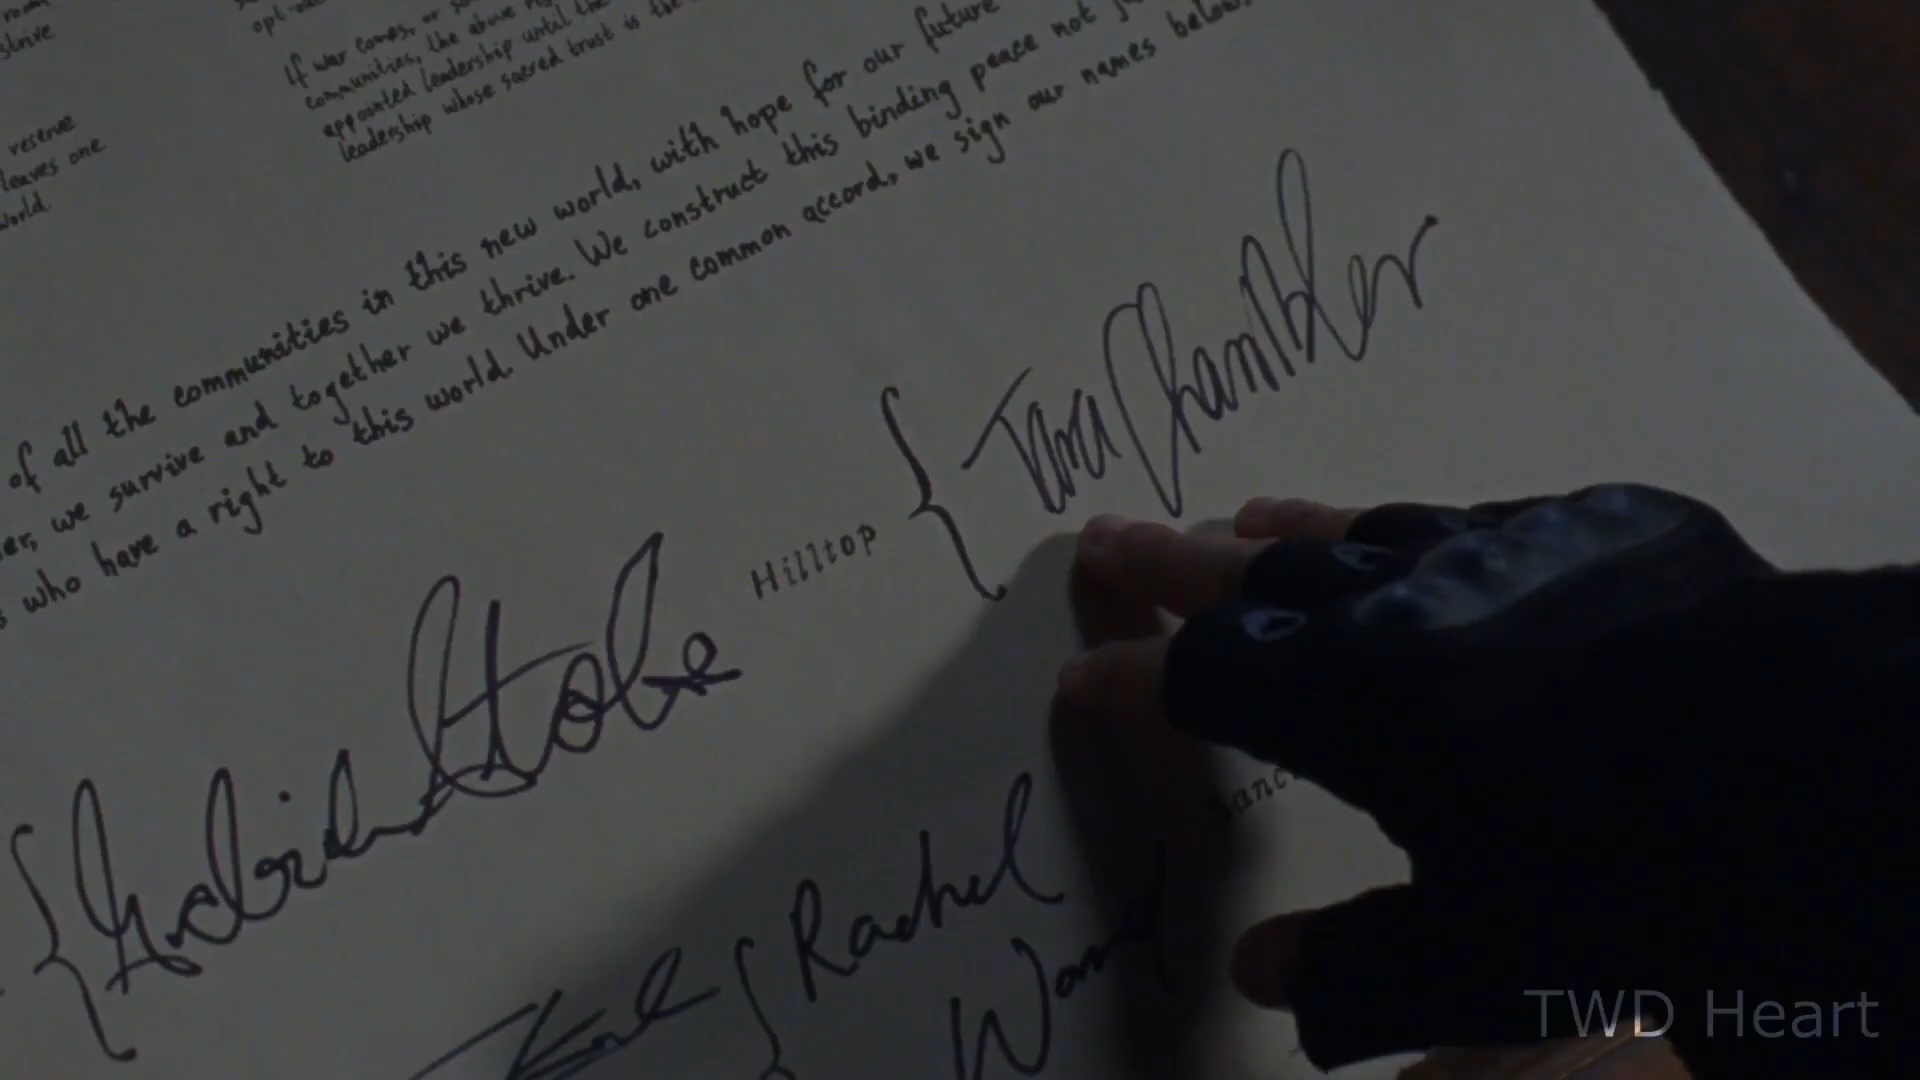 strive
reserve
leaves one
world.
If war comes, or
communities, the above
appointed leadership until the
leadership whose sacred trust is the
of all the communities in this new world, with hope for our future
we survive and together we thrive. We construct this binding peace not
who have a right to this world. Under one common accord, we sign our names below.
Hilltop { Tara Chambler
{ Gabriel Stokes
{ Rachel
Ward
TWD Heart